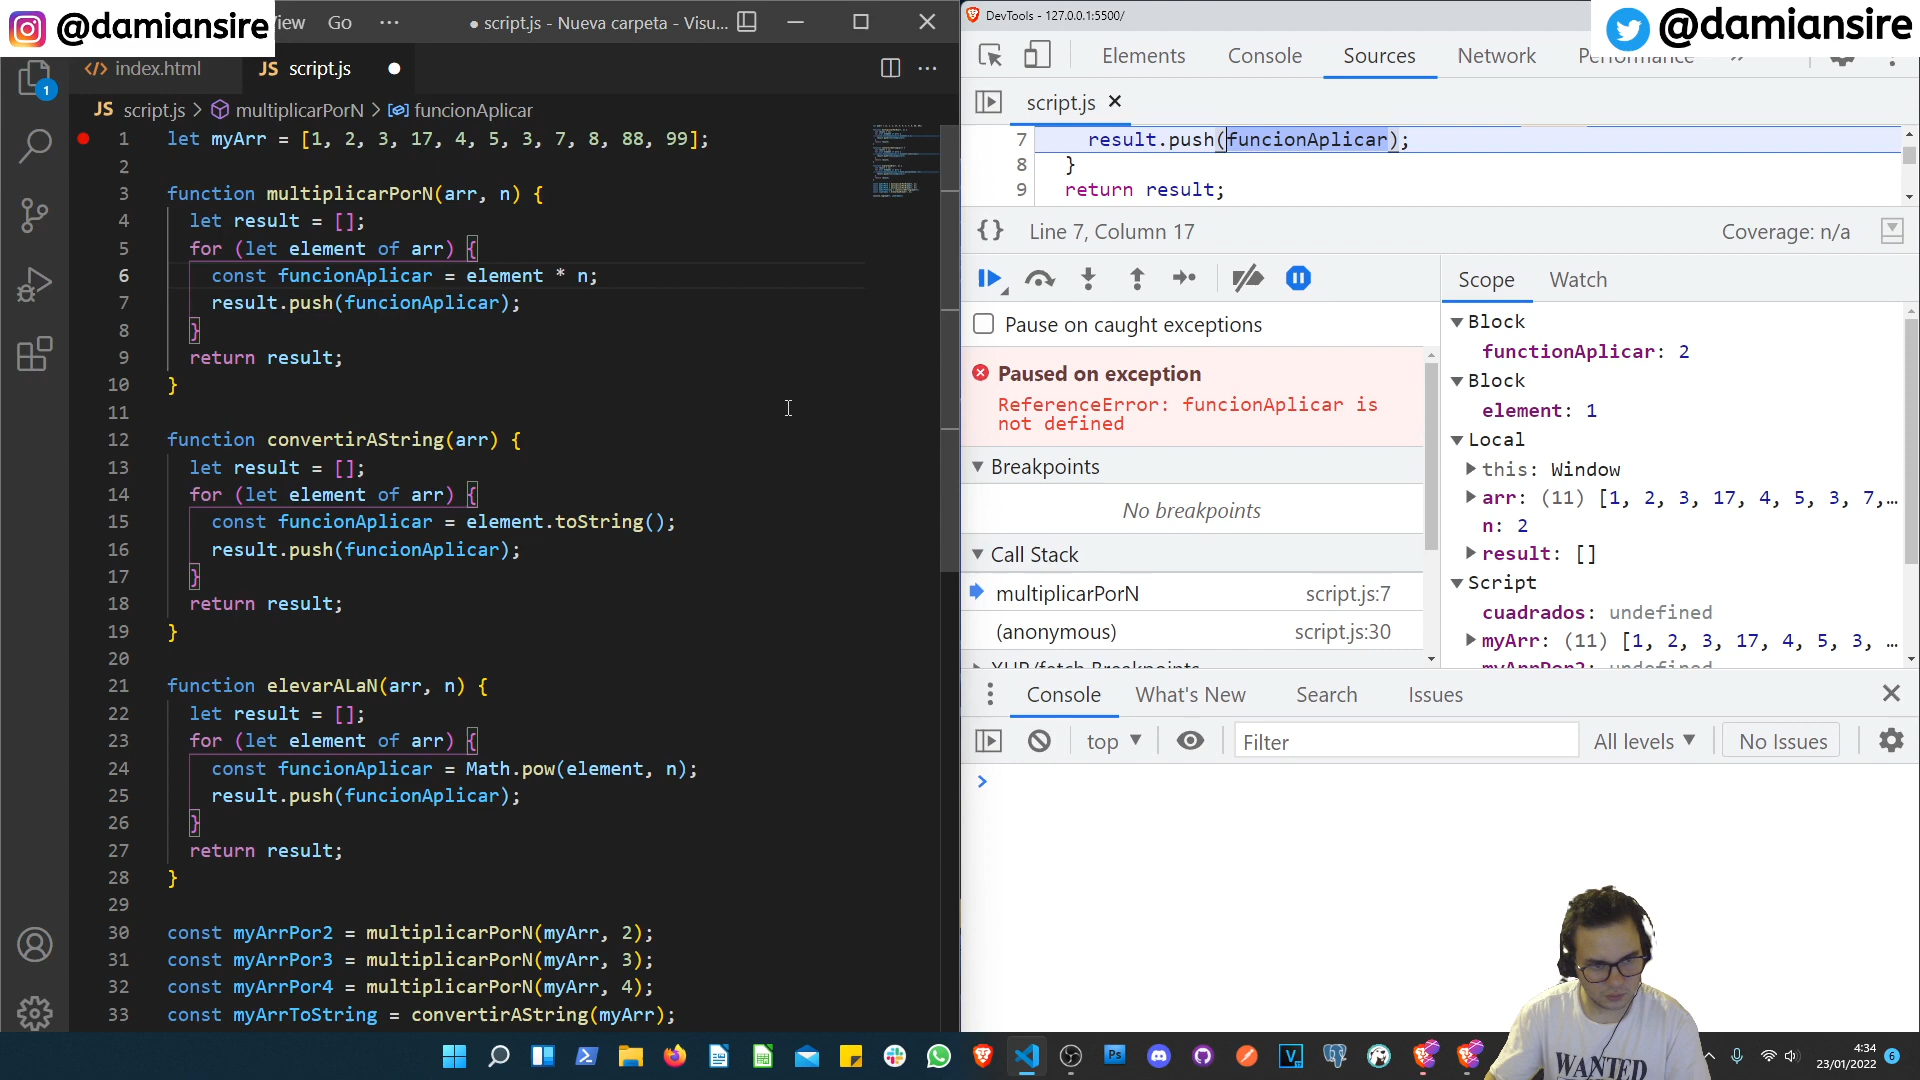 @damiansire
View
Go
···
● script.js - Nueva carpeta - Visu...
index.html
JS script.js
1
JS script.js > multiplicarPorN > funcionAplicar
1 let myArr = [1, 2, 3, 17, 4, 5, 3, 7, 8, 88, 99];
2
3 function multiplicarPorN(arr, n) {
4 let result = [];
5 for (let element of arr) {
6 const funcionAplicar = element * n;
7 result.push(funcionAplicar);
8 }
9 return result;
10 }
11
12 function convertirAString(arr) {
13 let result = [];
14 for (let element of arr) {
15 const funcionAplicar = element.toString();
16 result.push(funcionAplicar);
17 }
18 return result;
19 }
20
21 function elevarALaN(arr, n) {
22 let result = [];
23 for (let element of arr) {
24 const funcionAplicar = Math.pow(element, n);
25 result.push(funcionAplicar);
26 }
27 return result;
28 }
29
30 const myArrPor2 = multiplicarPorN(myArr, 2);
31 const myArrPor3 = multiplicarPorN(myArr, 3);
32 const myArrPor4 = multiplicarPorN(myArr, 4);
33 const myArrToString = convertirAString(myArr);
DevTools - 127.0.0.1:5500/
@damiansire
Elements
Console
Sources
Network
Performance
script.js
7 result.push(funcionAplicar);
8 }
9 return result;
{} Line 7, Column 17
Coverage: n/a
Pause on caught exceptions
Paused on exception
ReferenceError: funcionAplicar is
not defined
Breakpoints
No breakpoints
Call Stack
multiplicarPorN script.js:7
(anonymous) script.js:30
XHR/fetch Breakpoints
Scope
Watch
Block
functionAplicar: 2
Block
element: 1
Local
this: Window
arr: (11) [1, 2, 3, 17, 4, 5, 3, 7,…
n: 2
result: []
Script
cuadrados: undefined
myArr: (11) [1, 2, 3, 17, 4, 5, 3, …
myArrPor2: undefined
Console
What's New
Search
Issues
top
Filter
All levels
No Issues
>
WANTED
Ps
V
4:34
23/01/2022
6